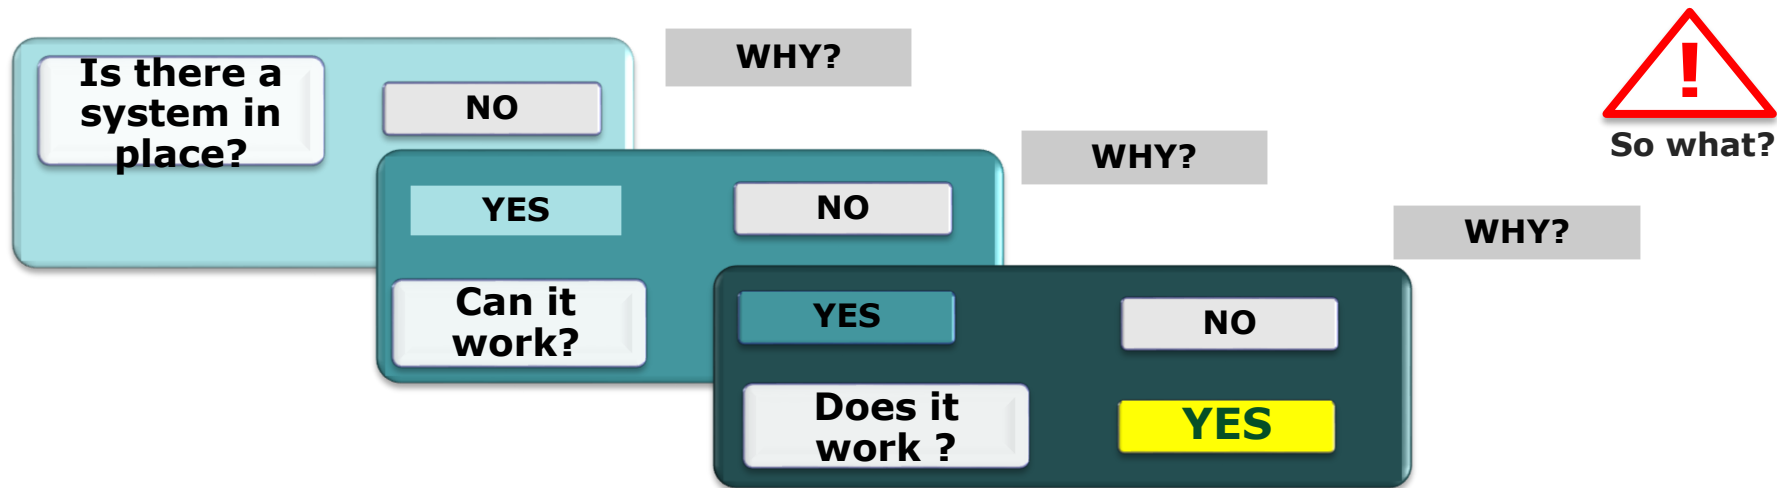 Is there a
system in
place?
NO
WHY?
!
So what?
YES
NO
WHY?
Can it
work?
YES
NO
WHY?
Does it
work ?
YES